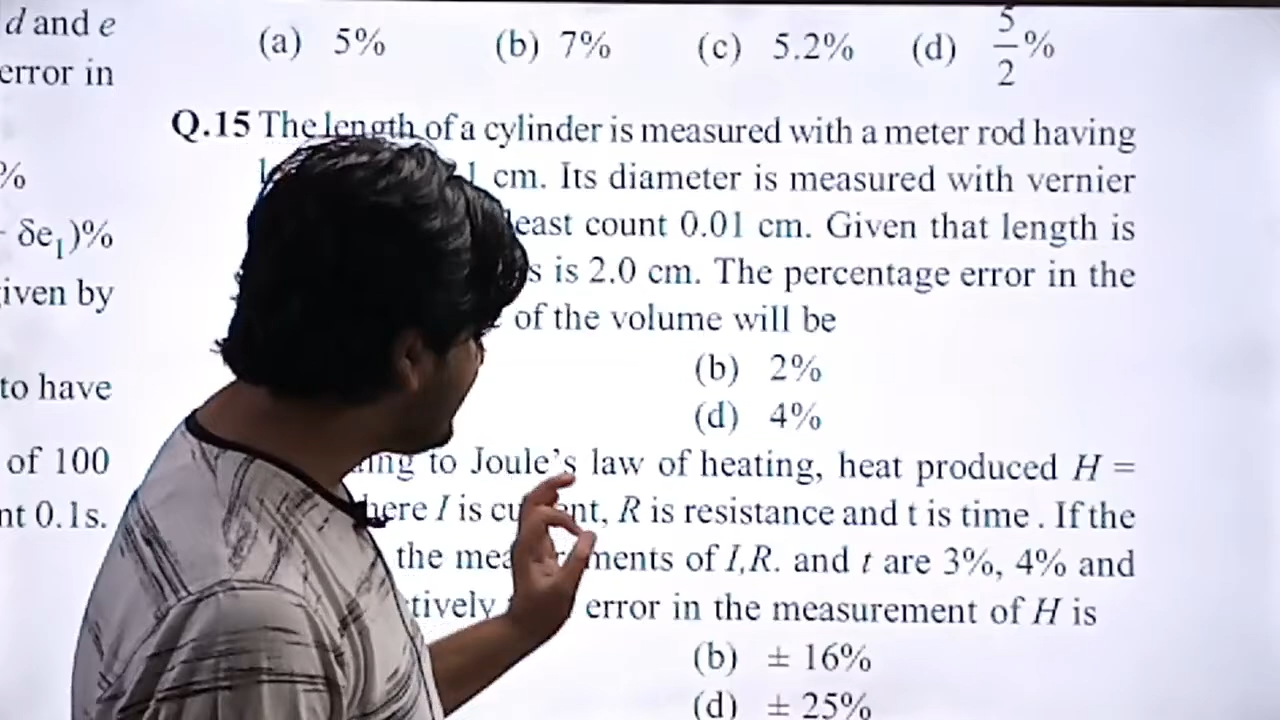 d and e
error in
%
δe₁)%
iven by
to have
of 100
nt 0.1s.
(a) 5% (b) 7% (c) 5.2% (d) 5/2 %
Q.15 The length of a cylinder is measured with a meter rod having
1 cm. Its diameter is measured with vernier
least count 0.01 cm. Given that length is
s is 2.0 cm. The percentage error in the
of the volume will be
(b) 2%
(d) 4%
ing to Joule's law of heating, heat produced H =
here I is current, R is resistance and t is time . If the
the measurements of I,R. and t are 3%, 4% and
tively error in the measurement of H is
(b) ± 16%
(d) ± 25%